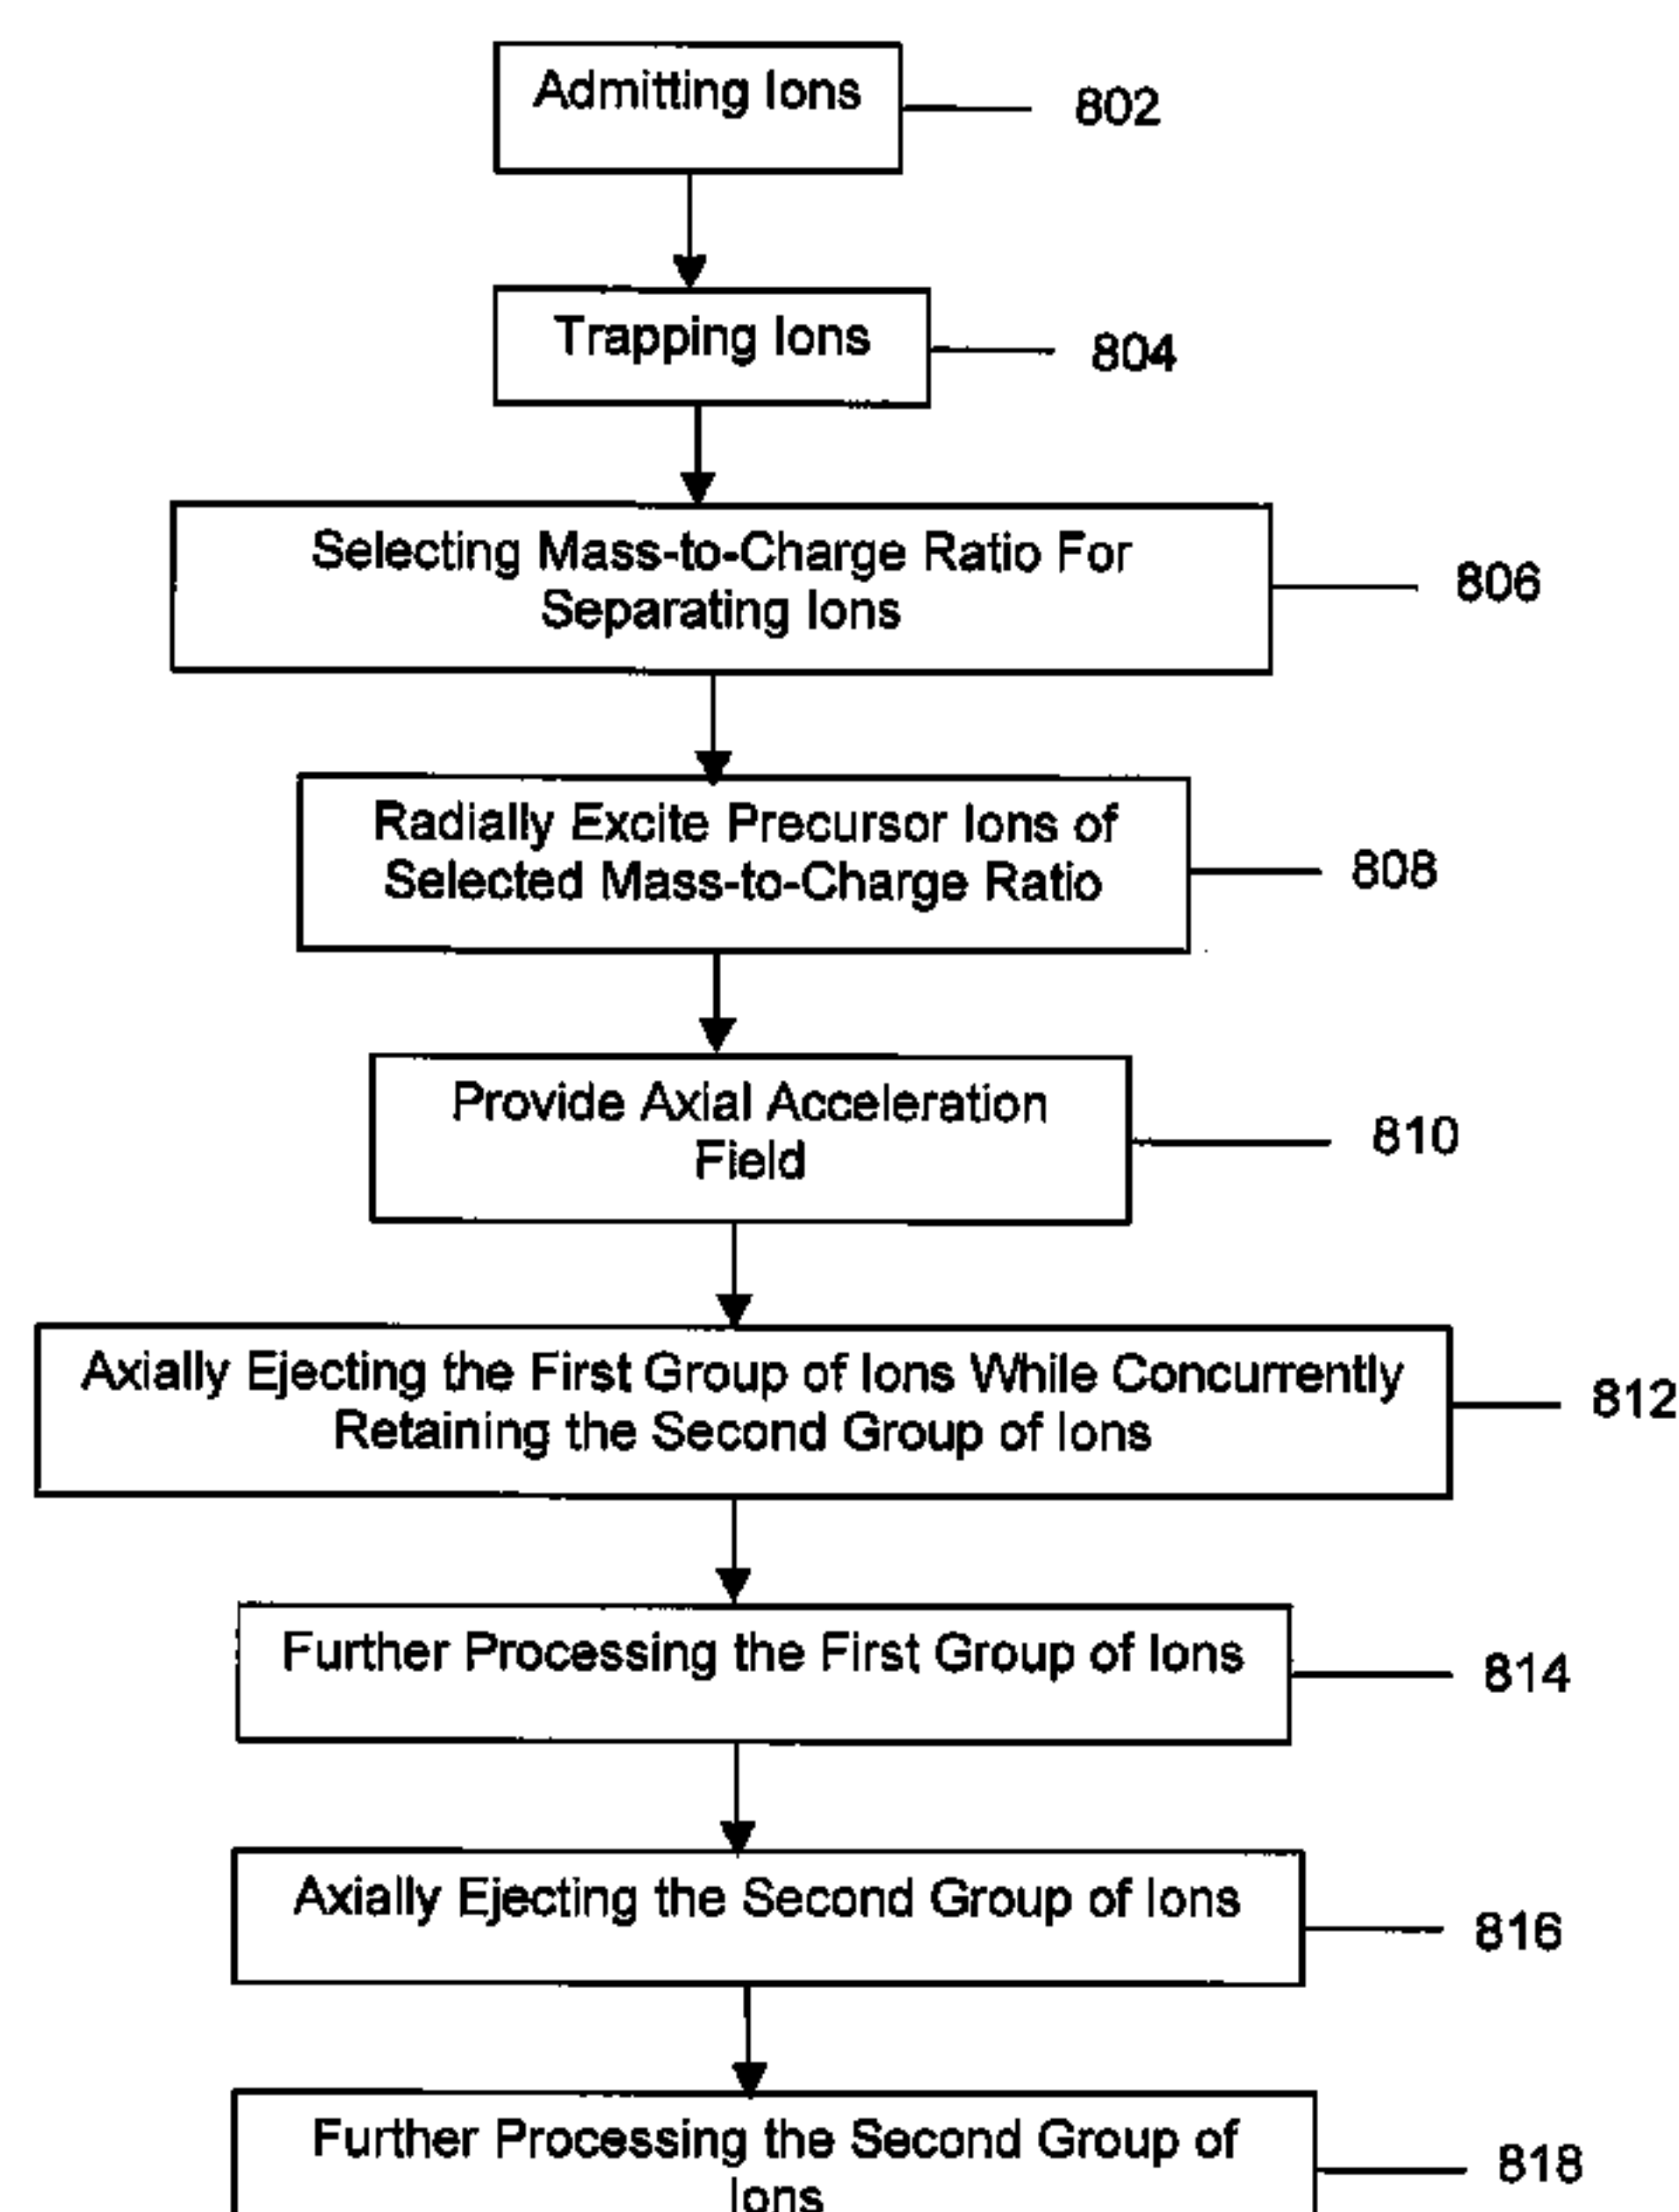 Admitting Ions
802
Trapping Ions
804
Selecting Mass-to-Charge Ratio For
Separating Ions
806
Radially Excite Precursor Ions of
Selected Mass-to-Charge Ratio
808
Provide Axial Acceleration
Field
810
Axially Ejecting the First Group of Ions While Concurrently
Retaining the Second Group of Ions
812
Further Processing the First Group of Ions
814
Axially Ejecting the Second Group of Ions
816
Further Processing the Second Group of
Ions
818